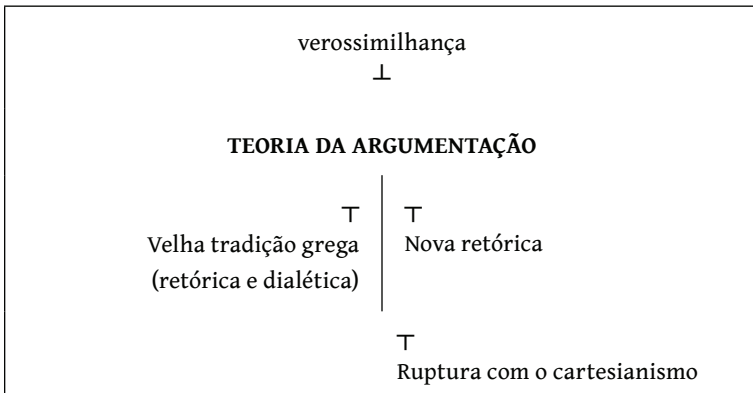 verossimilhança
⊥
TEORIA DA ARGUMENTAÇÃO
⊤ ⊤
Velha tradição grega Nova retórica
(retórica e dialética)
⊤
Ruptura com o cartesianismo